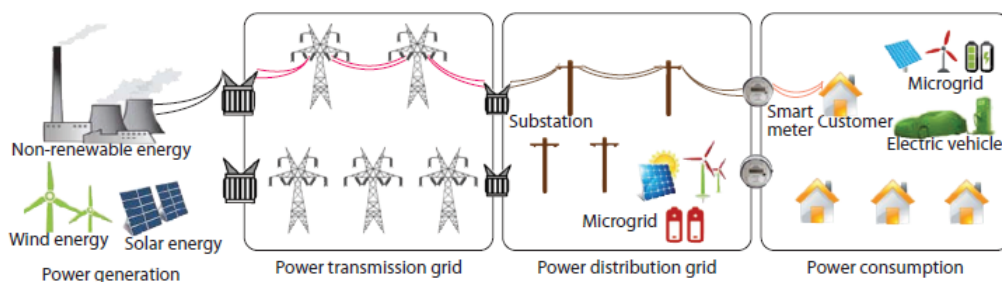 Non-renewable energy
Wind energy
Solar energy
Power generation
Power transmission grid
Substation
Microgrid
Power distribution grid
Smart
meter
Customer
Microgrid
Electric vehicle
Power consumption